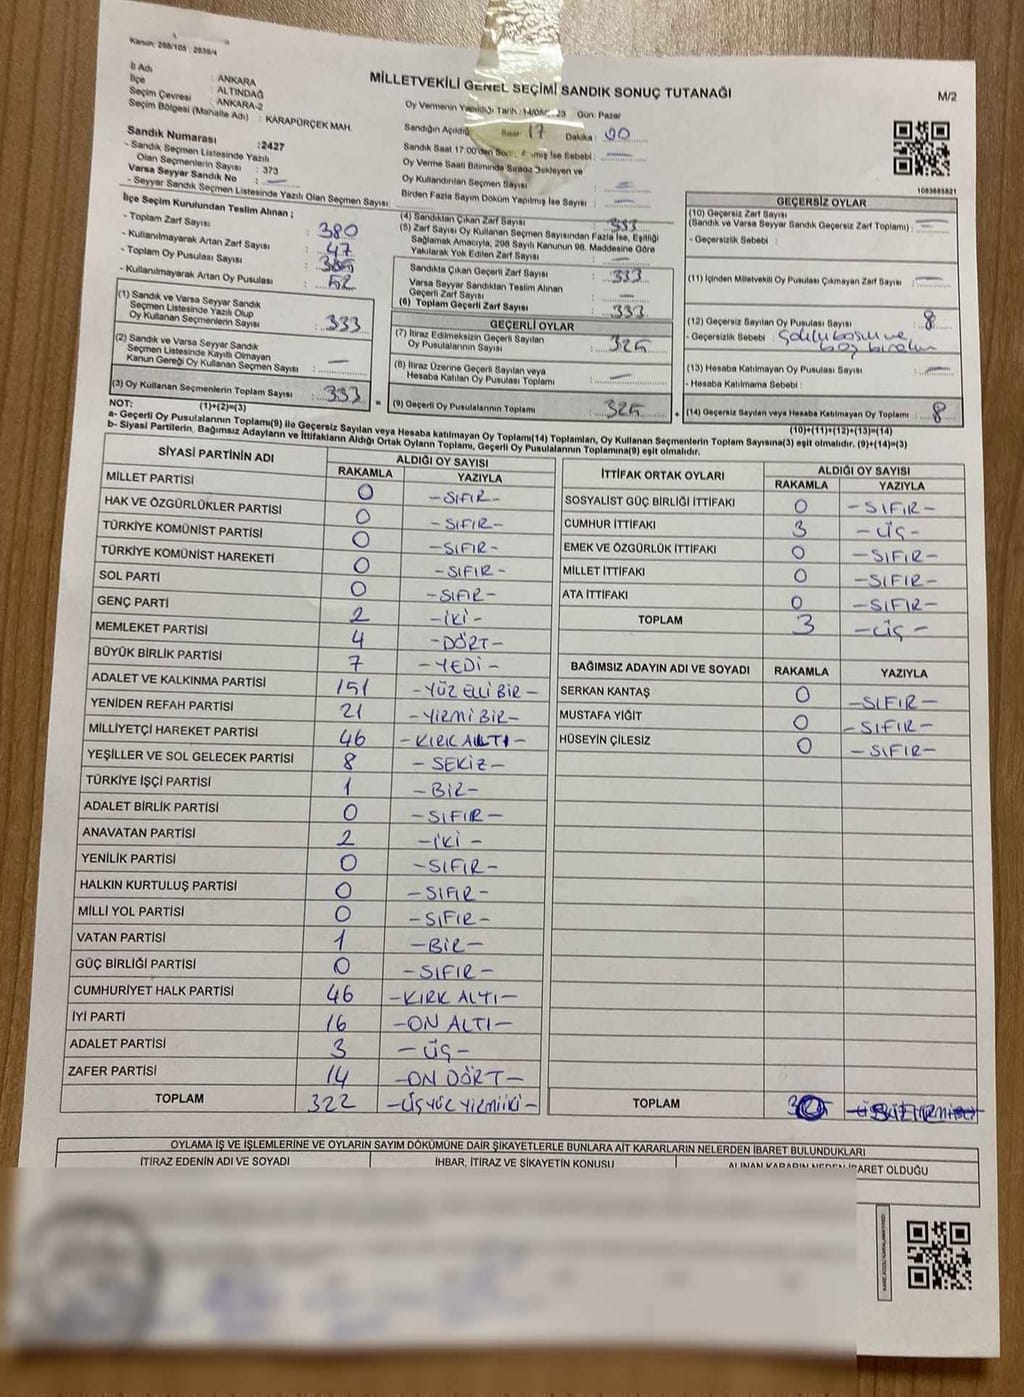 Kanun: 298/105 , 2839/4
MİLLETVEKİLİ GENEL SEÇİMİ SANDIK SONUÇ TUTANAĞI
M/2
İl Adı : ANKARA
İlçe : ALTINDAĞ
Seçim Çevresi : ANKARA-2
Seçim Bölgesi (Mahalle Adı) : KARAPÜRÇEK MAH.
Sandık Numarası :2427
- Sandık Seçmen Listesinde Yazılı
Olan Seçmenlerin Sayısı : 373
Varsa Seyyar Sandık No : —
- Seyyar Sandık Seçmen Listesinde Yazılı Olan Seçmen Sayısı:
Oy Vermenin Yapıldığı Tarih: Gün: Pazar
Sandığın Açıldığı Saat: 17 Dakika : 00
Sandık Saat 17:00'den Sebebi : —
Oy Verme Saati Bitiminde Sırada Bekleyen ve
Oy Kullandırılan Seçmen Sayısı : —
Birden Fazla Sayım Döküm Yapılmış İse Sayısı : —
1083685821
İlçe Seçim Kurulundan Teslim Alınan ;
- Toplam Zarf Sayısı : 380
- Kullanılmayarak Artan Zarf Sayısı : 47
- Toplam Oy Pusulası Sayısı : 385
- Kullanılmayarak Artan Oy Pusulası : 52
(1) Sandık ve Varsa Seyyar Sandık
Seçmen Listesinde Yazılı Olup
Oy Kullanan Seçmenlerin Sayısı : 333
(2) Sandık ve Varsa Seyyar Sandık
Seçmen Listesinde Kayıtlı Olmayan
Kanun Gereği Oy Kullanan Seçmen Sayısı : —
(3) Oy Kullanan Seçmenlerin Toplam Sayısı : 333
(1)+(2)=(3)
(4) Sandıktan Çıkan Zarf Sayısı : 333
(5) Zarf Sayısı Oy Kullanan Seçmen Sayısından Fazla İse, Eşitliği
Sağlamak Amacıyla, 298 Sayılı Kanunun 98. Maddesine Göre
Yakılarak Yok Edilen Zarf Sayısı : —
Sandıkta Çıkan Geçerli Zarf Sayısı : 333
Varsa Seyyar Sandıktan Teslim Alınan
Geçerli Zarf Sayısı : —
(6) Toplam Geçerli Zarf Sayısı : 333
GEÇERLİ OYLAR
(7) İtiraz Edilmeksizin Geçerli Sayılan
Oy Pusulalarının Sayısı : 325
(8) İtiraz Üzerine Geçerli Sayılan veya
Hesaba Katılan Oy Pusulası Toplamı : —
= (9) Geçerli Oy Pusulalarının Toplamı : 325
GEÇERSİZ OYLAR
(10) Geçersiz Zarf Sayısı
(Sandık ve Varsa Seyyar Sandık Geçersiz Zarf Toplamı) : —
- Geçersizlik Sebebi :
(11) İçinden Milletvekili Oy Pusulası Çıkmayan Zarf Sayısı : —
(12) Geçersiz Sayılan Oy Pusulası Sayısı : 8
- Geçersizlik Sebebi :
(13) Hesaba Katılmayan Oy Pusulası Sayısı : —
- Hesaba Katılmama Sebebi :
+ (14) Geçersiz Sayılan veya Hesaba Katılmayan Oy Toplamı : 8
(10)+(11)+(12)+(13)=(14)
NOT:
a- Geçerli Oy Pusulaların Toplamı(9) ile Geçersiz Sayılan veya Hesaba katılmayan Oy Toplamı(14) Toplamları, Oy Kullanan Seçmenlerin Toplam Sayısına(3) eşit olmalıdır. (9)+(14)=(3)
b- Siyasi Partilerin, Bağımsız Adayların ve İttifakların Aldığı Ortak Oyların Toplamı, Geçerli Oy Pusulalarının Toplamına(9) eşit olmalıdır.
SİYASİ PARTİNİN ADI ALDIĞI OY SAYISI
RAKAMLA YAZIYLA
MİLLET PARTİSİ 0 -SIFIR-
HAK VE ÖZGÜRLÜKLER PARTİSİ 0 -SIFIR-
TÜRKİYE KOMÜNİST PARTİSİ 0 -SIFIR-
TÜRKİYE KOMÜNİST HAREKETİ 0 -SIFIR-
SOL PARTİ 0 -SIFIR-
GENÇ PARTİ 2 -İKİ-
MEMLEKET PARTİSİ 4 -DÖRT-
BÜYÜK BİRLİK PARTİSİ 7 -YEDİ-
ADALET VE KALKINMA PARTİSİ 151 -YÜZ ELLİ BİR-
YENİDEN REFAH PARTİSİ 21 -YİRMİ BİR-
MİLLİYETÇİ HAREKET PARTİSİ 46 -KIRK ALTI-
YEŞİLLER VE SOL GELECEK PARTİSİ 8 -SEKİZ-
TÜRKİYE İŞÇİ PARTİSİ 1 -BİR-
ADALET BİRLİK PARTİSİ 0 -SIFIR-
ANAVATAN PARTİSİ 2 -İKİ-
YENİLİK PARTİSİ 0 -SIFIR-
HALKIN KURTULUŞ PARTİSİ 0 -SIFIR-
MİLLİ YOL PARTİSİ 0 -SIFIR-
VATAN PARTİSİ 1 -BİR-
GÜÇ BİRLİĞİ PARTİSİ 0 -SIFIR-
CUMHURİYET HALK PARTİSİ 46 -KIRK ALTI-
İYİ PARTİ 16 -ON ALTI-
ADALET PARTİSİ 3 -ÜÇ-
ZAFER PARTİSİ 14 -ON DÖRT-
TOPLAM 322 -ÜÇ YÜZ YİRMİ İKİ-
İTTİFAK ORTAK OYLARI ALDIĞI OY SAYISI
RAKAMLA YAZIYLA
SOSYALİST GÜÇ BİRLİĞİ İTTİFAKI 0 -SIFIR-
CUMHUR İTTİFAKI 3 -ÜÇ-
EMEK VE ÖZGÜRLÜK İTTİFAKI 0 -SIFIR-
MİLLET İTTİFAKI 0 -SIFIR-
ATA İTTİFAKI 0 -SIFIR-
TOPLAM 3 -ÜÇ-
BAĞIMSIZ ADAYIN ADI VE SOYADI RAKAMLA YAZIYLA
SERKAN KANTAŞ 0 -SIFIR-
MUSTAFA YİĞİT 0 -SIFIR-
HÜSEYİN ÇİLESİZ 0 -SIFIR-
TOPLAM
OYLAMA İŞ VE İŞLEMLERİNE VE OYLARIN SAYIM DÖKÜMÜNE DAİR ŞİKAYETLERLE BUNLARA AİT KARARLARIN NELERDEN İBARET BULUNDUKLARI
İTİRAZ EDENİN ADI VE SOYADI İHBAR, İTİRAZ VE ŞİKAYETİN KONUSU ALINAN KARARIN NEDEN İBARET OLDUĞU